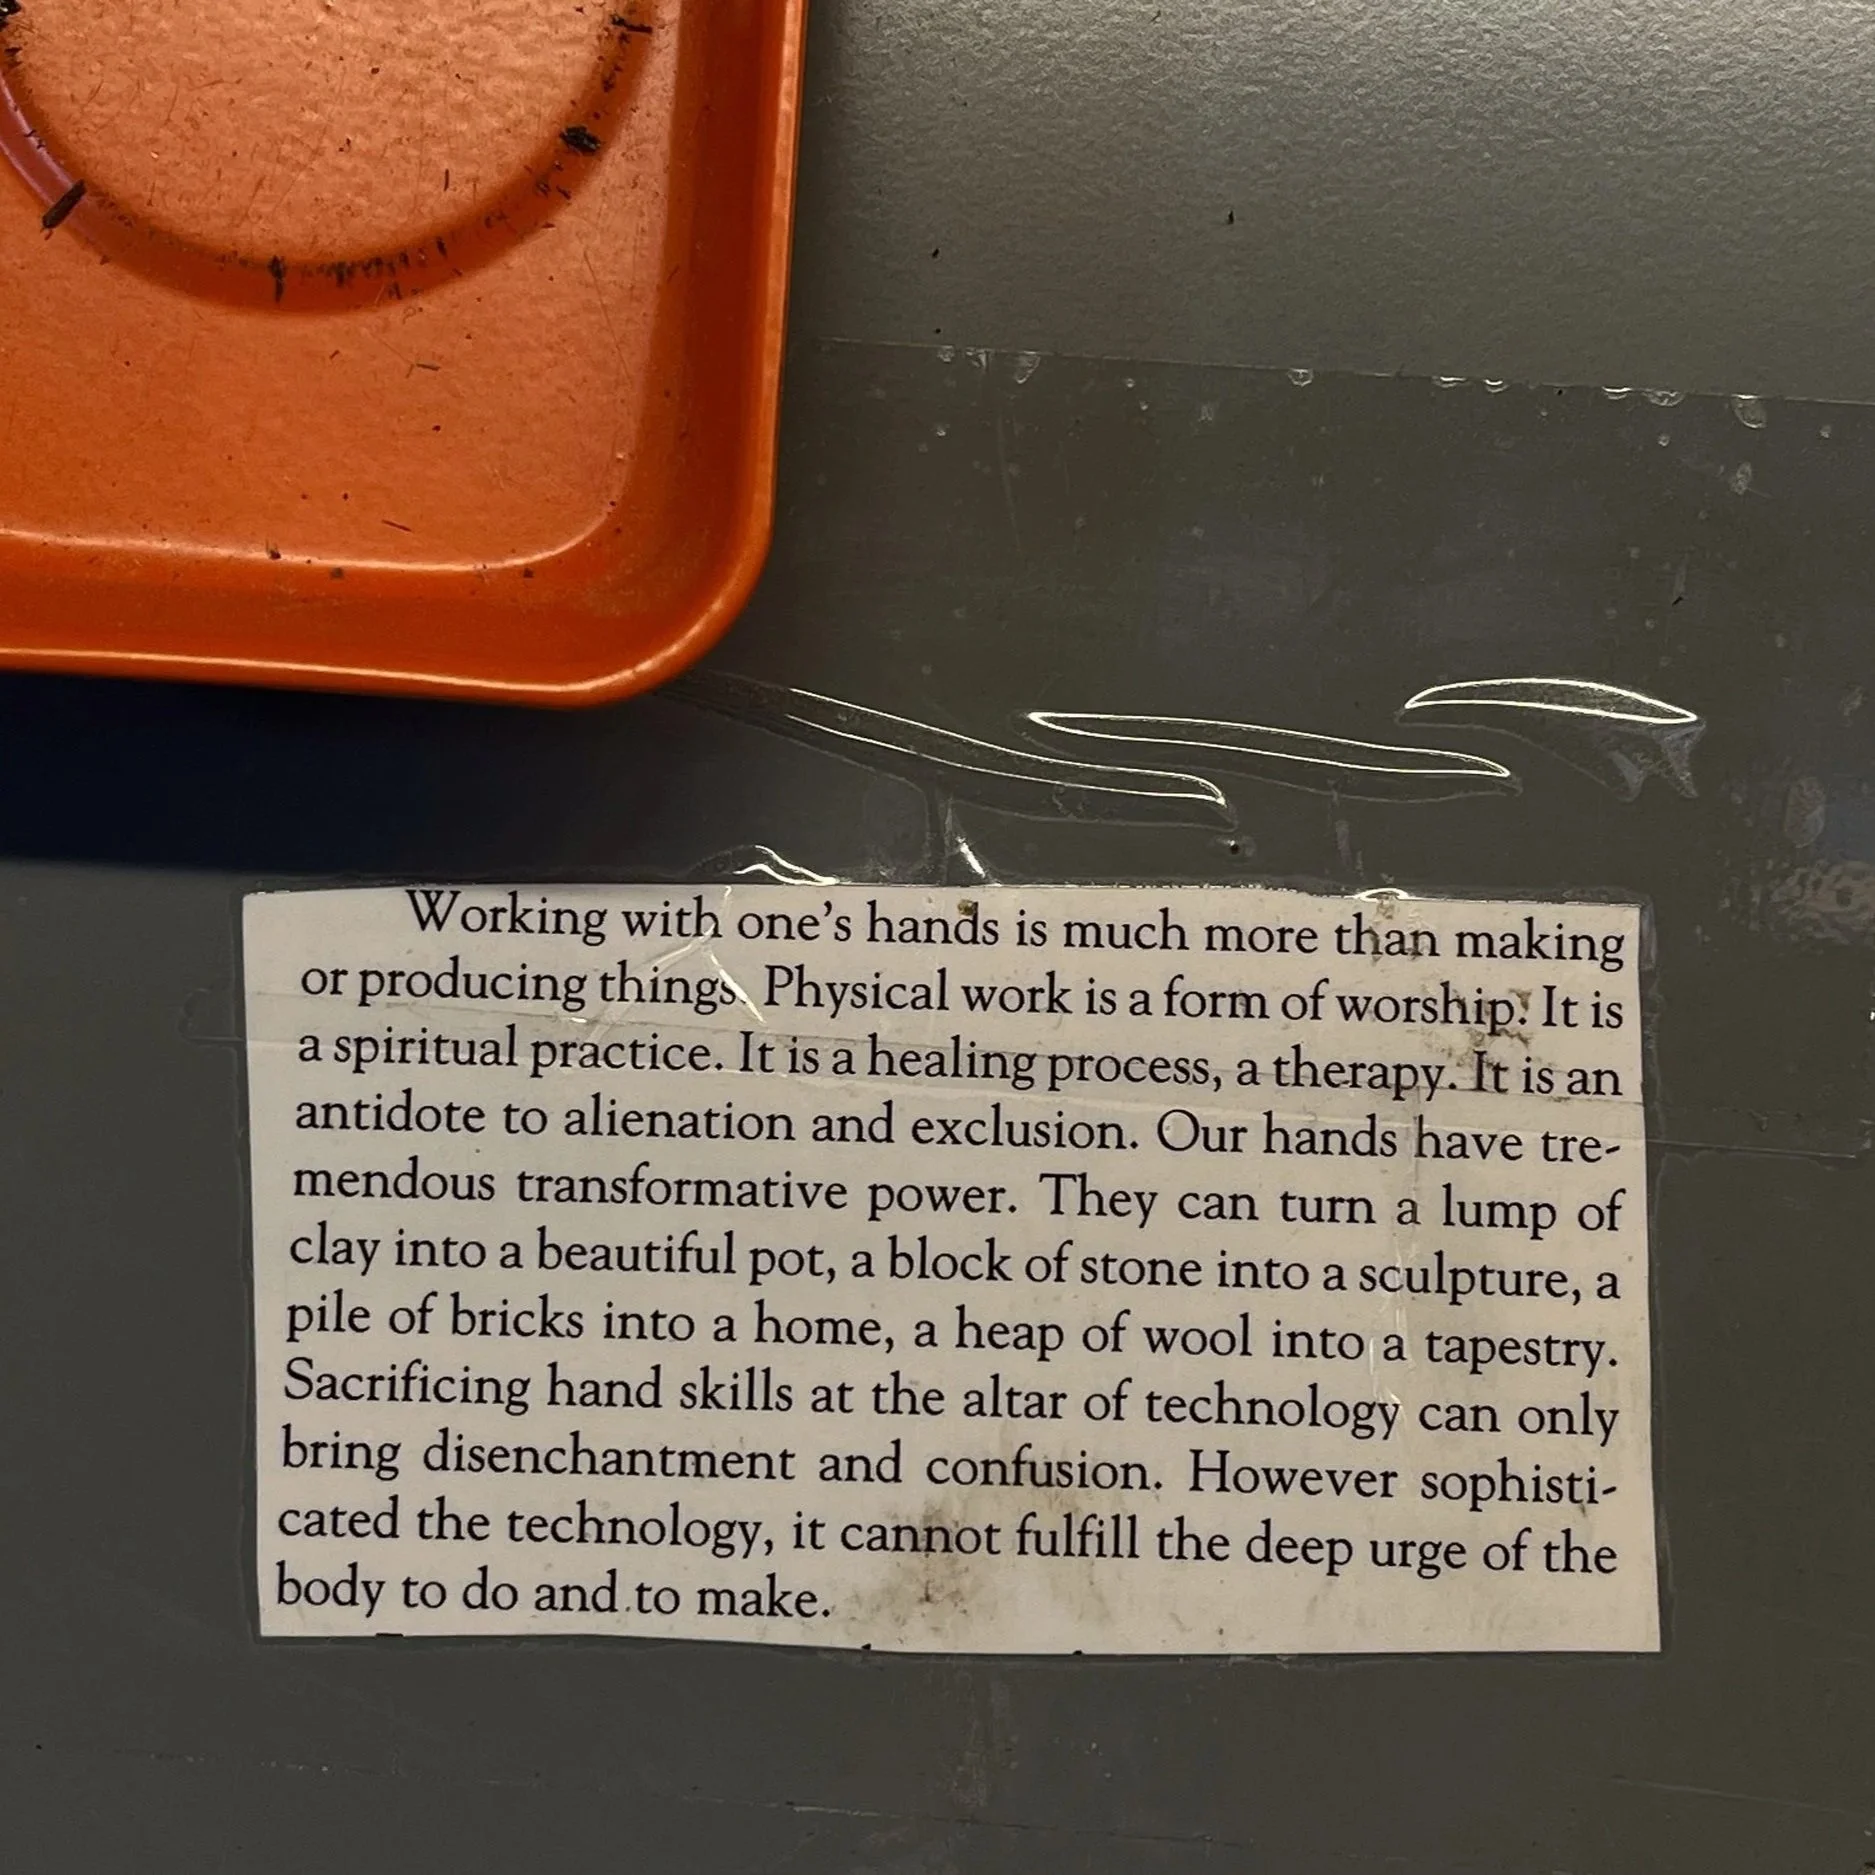 Working with one's hands is much more than making
or producing things. Physical work is a form of worship. It is
a spiritual practice. It is a healing process, a therapy. It is an
antidote to alienation and exclusion. Our hands have tre-
mendous transformative power. They can turn a lump of
clay into a beautiful pot, a block of stone into a sculpture, a
pile of bricks into a home, a heap of wool into a tapestry.
Sacrificing hand skills at the altar of technology can only
bring disenchantment and confusion. However sophisti-
cated the technology, it cannot fulfill the deep urge of the
body to do and to make.